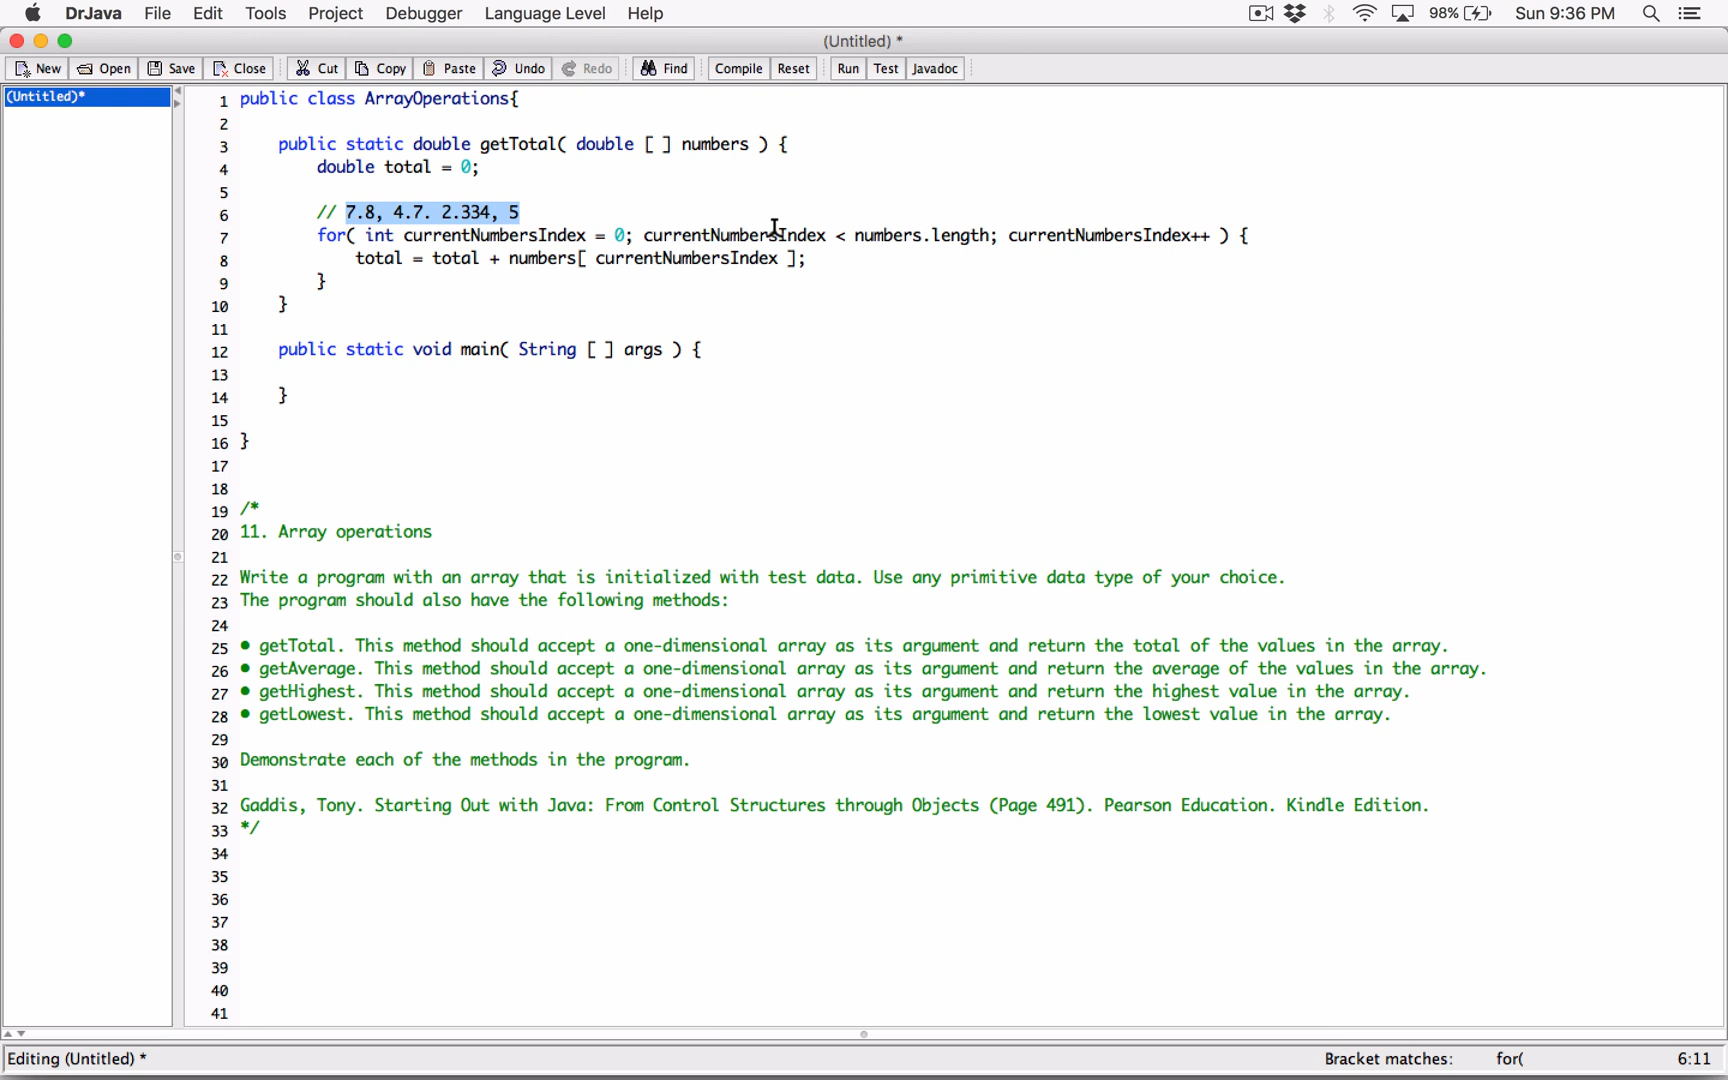 DrJava File Edit Tools Project Debugger Language Level Help 98% Sun 9:36 PM
(Untitled) *
New Open Save Close Cut Copy Paste Undo Redo Find Compile Reset Run Test Javadoc
(Untitled)*
1 public class ArrayOperations{
2
3 public static double getTotal( double [ ] numbers ) {
4 double total = 0;
5
6 // 7.8, 4.7. 2.334, 5
7 for( int currentNumbersIndex = 0; currentNumbersIndex < numbers.length; currentNumbersIndex++ ) {
8 total = total + numbers[ currentNumbersIndex ];
9 }
10 }
11
12 public static void main( String [ ] args ) {
13
14 }
15
16 }
17
18
19 /*
20 11. Array operations
21
22 Write a program with an array that is initialized with test data. Use any primitive data type of your choice.
23 The program should also have the following methods:
24
25 • getTotal. This method should accept a one-dimensional array as its argument and return the total of the values in the array.
26 • getAverage. This method should accept a one-dimensional array as its argument and return the average of the values in the array.
27 • getHighest. This method should accept a one-dimensional array as its argument and return the highest value in the array.
28 • getLowest. This method should accept a one-dimensional array as its argument and return the lowest value in the array.
29
30 Demonstrate each of the methods in the program.
31
32 Gaddis, Tony. Starting Out with Java: From Control Structures through Objects (Page 491). Pearson Education. Kindle Edition.
33 */
34
35
36
37
38
39
40
41
Editing (Untitled) * Bracket matches: for( 6:11